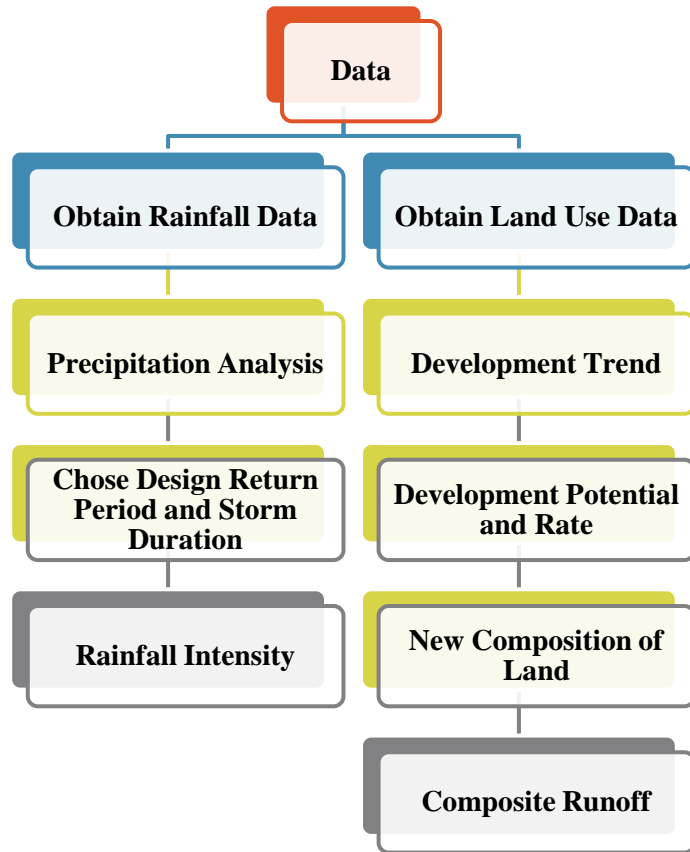 Data
Obtain Rainfall Data
Obtain Land Use Data
Precipitation Analysis
Development Trend
Chose Design Return
Period and Storm
Duration
Development Potential
and Rate
Rainfall Intensity
New Composition of
Land
Composite Runoff